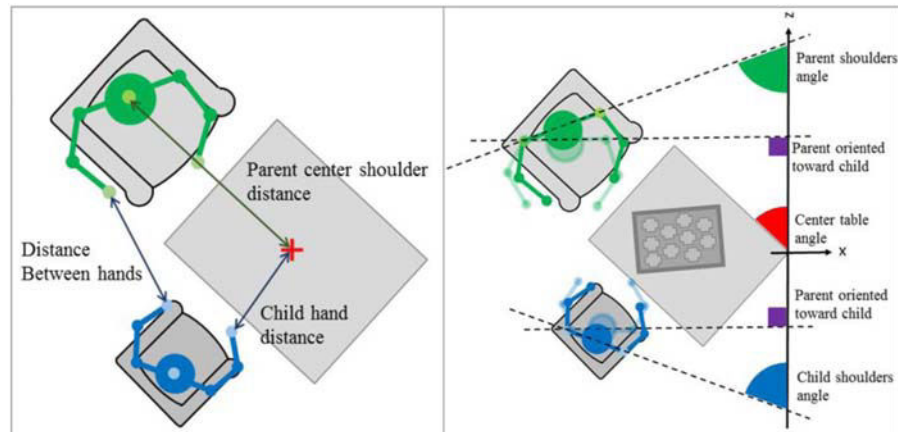 Parent center shoulder
distance
Distance
Between hands
Child hand
distance
z
Parent shoulders
angle
Parent oriented
toward child
Center table
angle
x
Parent oriented
toward child
Child shoulders
angle